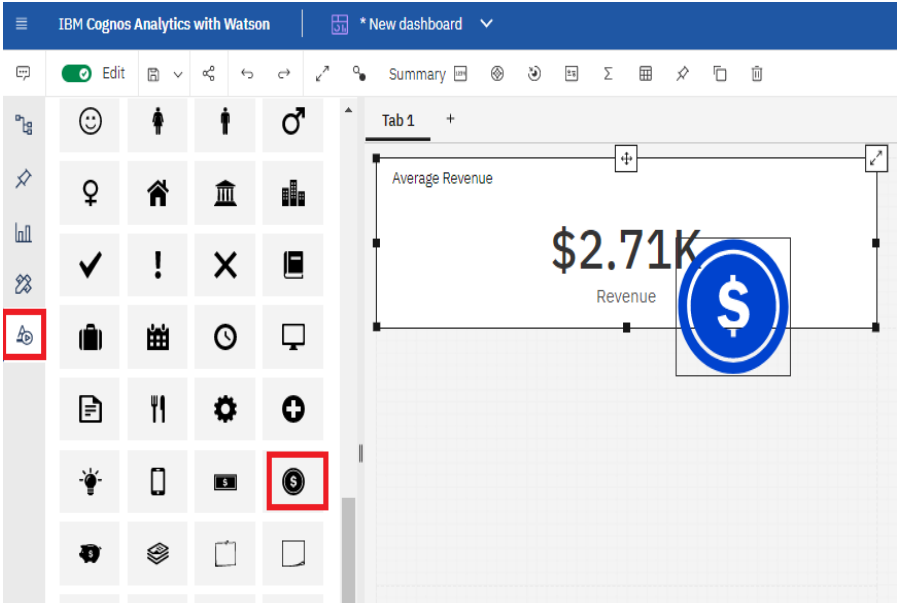 IBM Cognos Analytics with Watson
* New dashboard
Edit
Summary
Tab 1
+
Average Revenue
$2.71K
Revenue
$